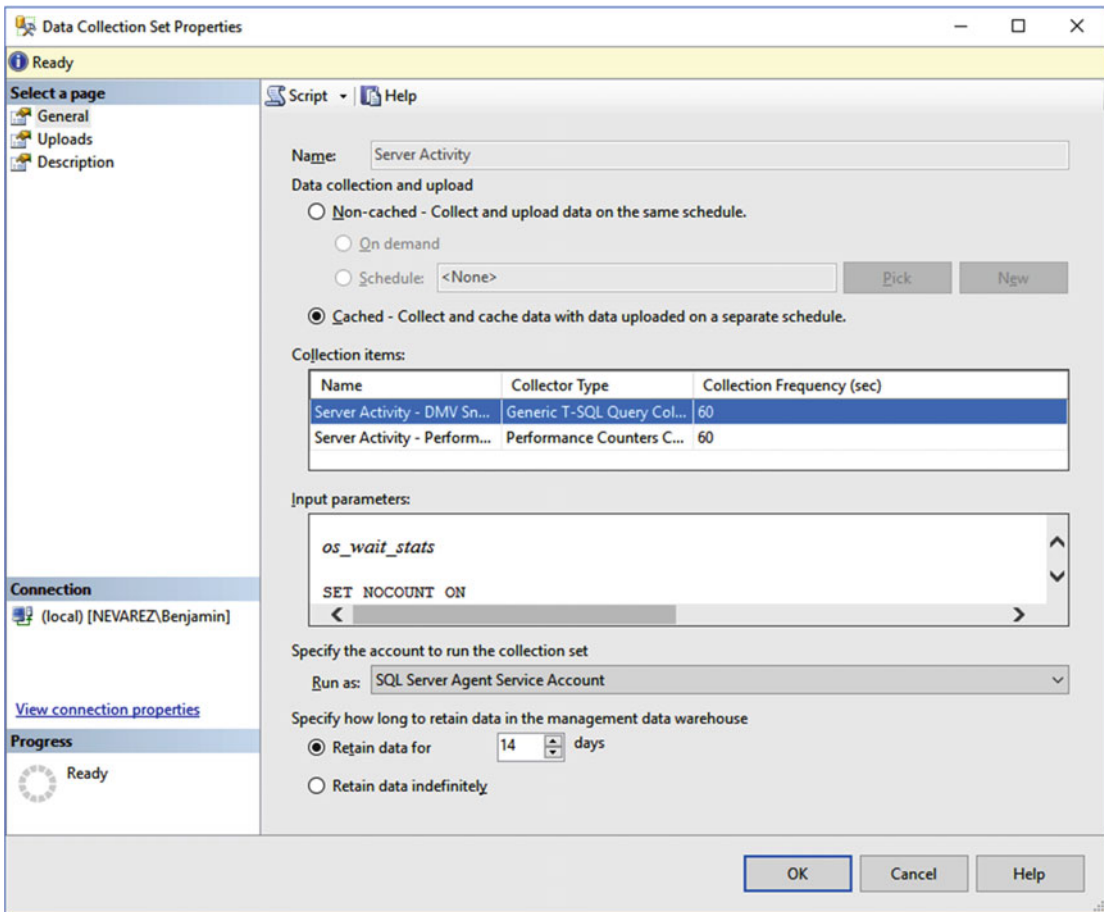 Data Collection Set Properties
Ready
Select a page
General
Uploads
Description
Script
Help
Name: Server Activity
Data collection and upload
Non-cached - Collect and upload data on the same schedule.
On demand
Schedule: <None> Pick New
Cached - Collect and cache data with data uploaded on a separate schedule.
Collection items:
Name Collector Type Collection Frequency (sec)
Server Activity - DMV Sn... Generic T-SQL Query Col... 60
Server Activity - Perform... Performance Counters C... 60
Input parameters:
os_wait_stats
SET NOCOUNT ON
Connection
(local) [NEVAREZ\Benjamin]
View connection properties
Progress
Ready
Specify the account to run the collection set
Run as: SQL Server Agent Service Account
Specify how long to retain data in the management data warehouse
Retain data for 14 days
Retain data indefinitely
OK Cancel Help